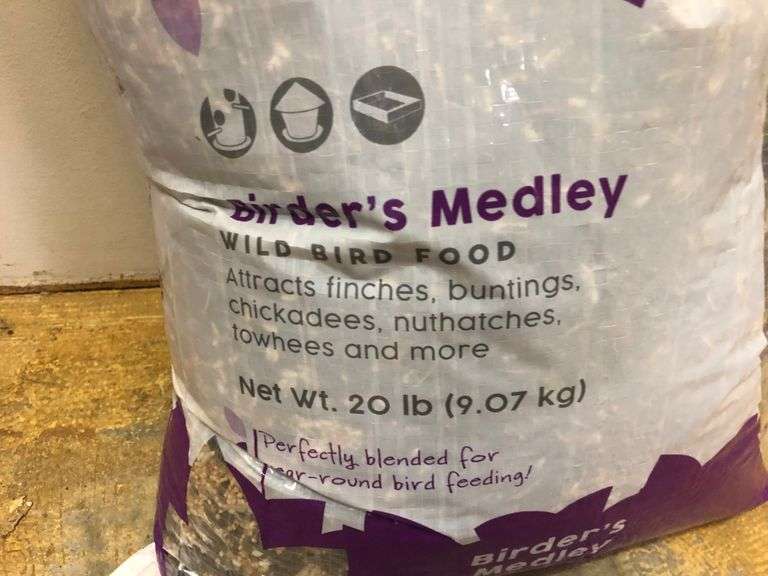 Birder's Medley
WILD BIRD FOOD
Attracts finches, buntings,
chickadees, nuthatches,
towhees and more
Net Wt. 20 lb (9.07 kg)
Perfectly blended for
year-round bird feeding!
Birder's
Medley